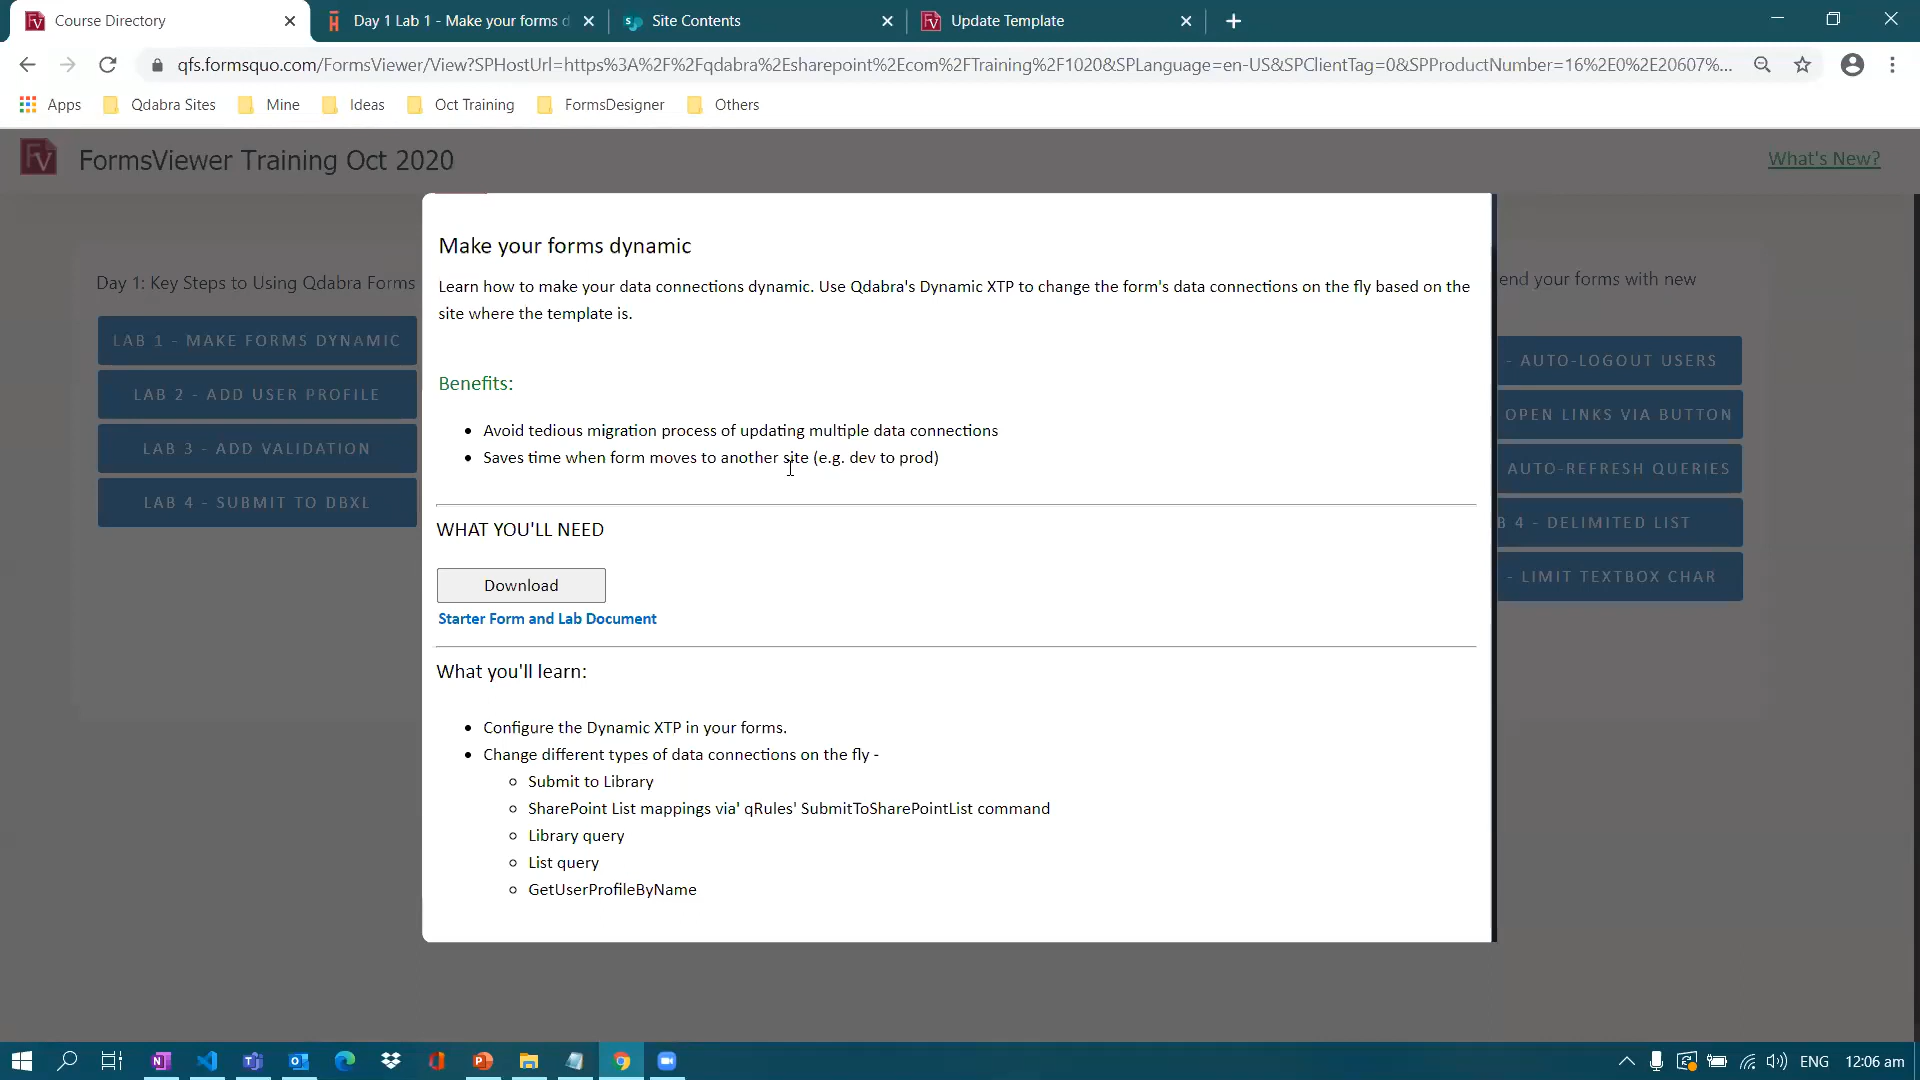 Course Directory
Day 1 Lab 1 - Make your forms d
Site Contents
Update Template
qfs.formsquo.com/FormsViewer/View?SPHostUrl=https%3A%2F%2Fqdabra%2Esharepoint%2Ecom%2FTraining%2F1020&SPLanguage=en-US&SPClientTag=0&SPProductNumber=16%2E0%2E20607%...
Apps
Qdabra Sites
Mine
Ideas
Oct Training
FormsDesigner
Others
FormsViewer Training Oct 2020
What's New?
Day 1: Key Steps to Using Qdabra Forms
LAB 1 - MAKE FORMS DYNAMIC
LAB 2 - ADD USER PROFILE
LAB 3 - ADD VALIDATION
LAB 4 - SUBMIT TO DBXL
Make your forms dynamic
Learn how to make your data connections dynamic. Use Qdabra's Dynamic XTP to change the form's data connections on the fly based on the
site where the template is.
Benefits:
Avoid tedious migration process of updating multiple data connections
Saves time when form moves to another site (e.g. dev to prod)
WHAT YOU'LL NEED
Download
Starter Form and Lab Document
What you'll learn:
Configure the Dynamic XTP in your forms.
Change different types of data connections on the fly -
Submit to Library
SharePoint List mappings via' qRules' SubmitToSharePointList command
Library query
List query
GetUserProfileByName
end your forms with new
- AUTO-LOGOUT USERS
OPEN LINKS VIA BUTTON
AUTO-REFRESH QUERIES
B 4 - DELIMITED LIST
- LIMIT TEXTBOX CHAR
ENG
12:06 am